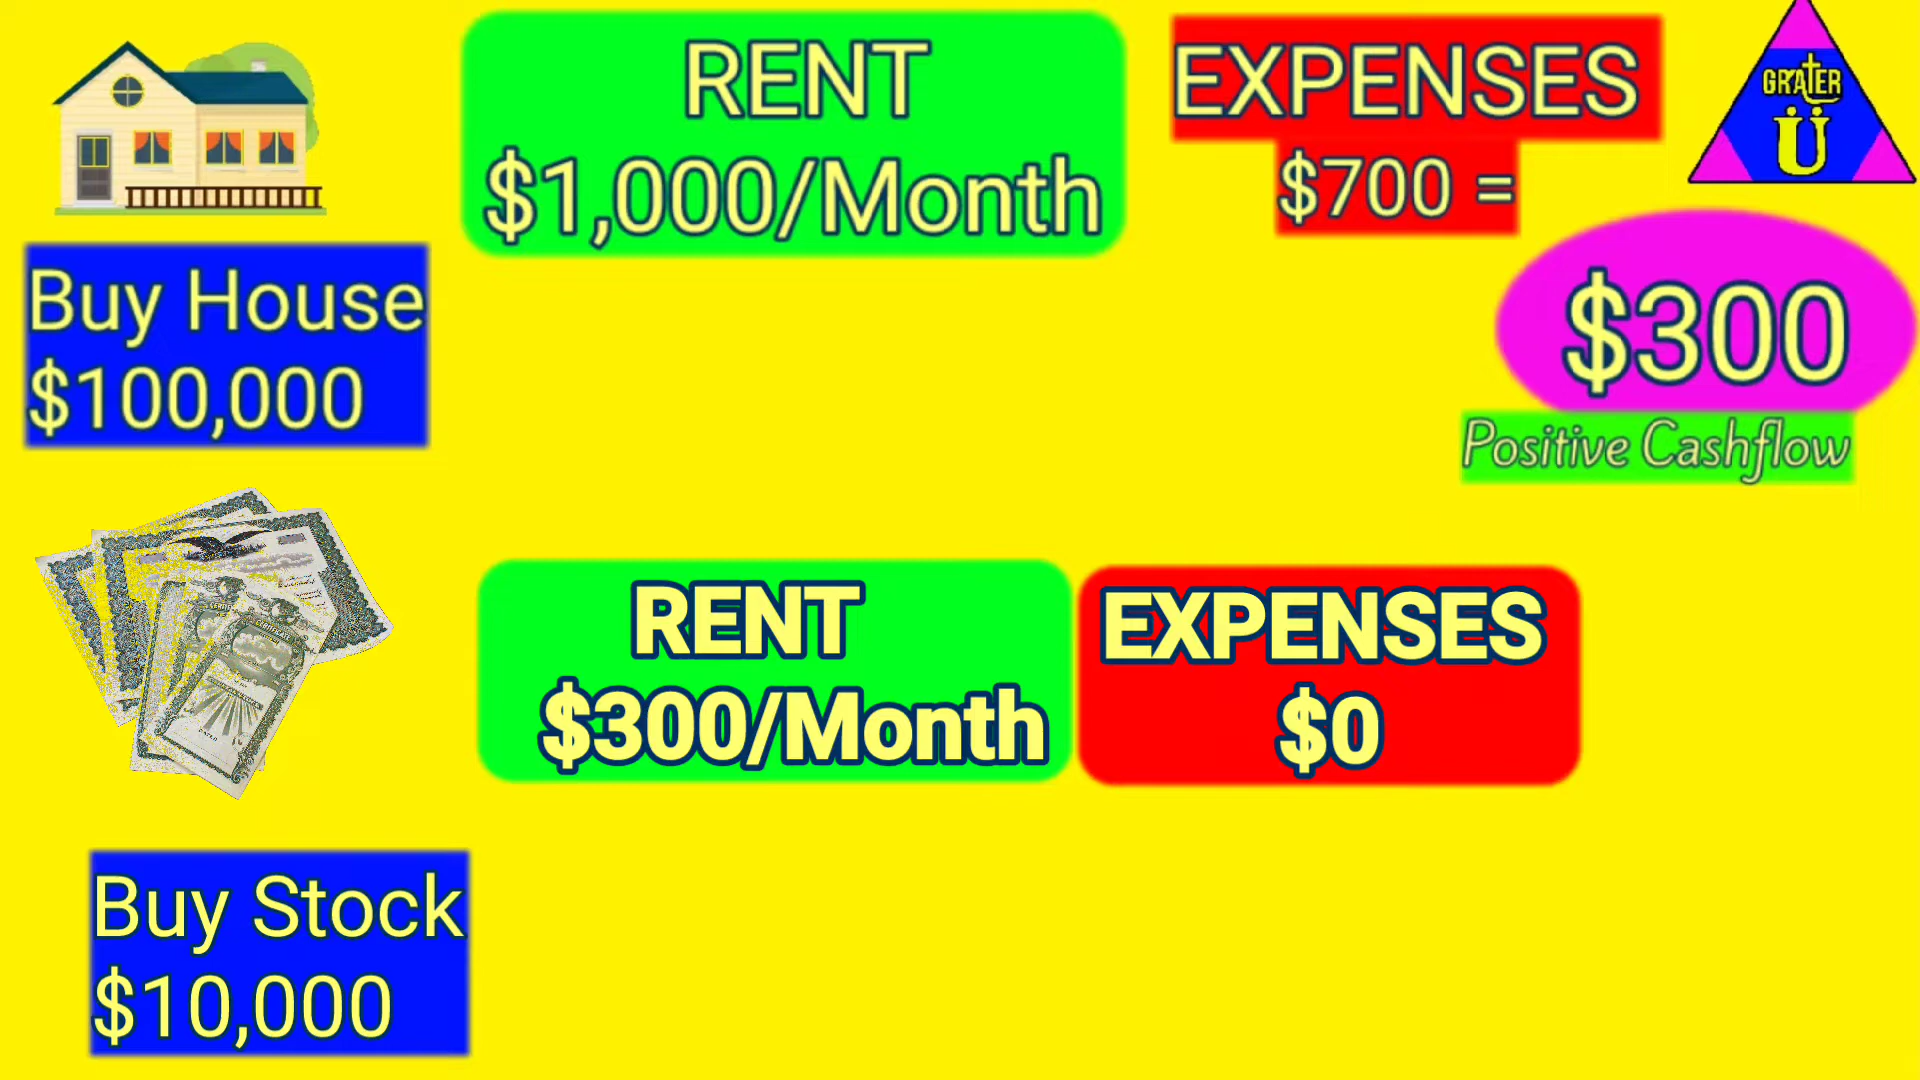 RENT
$1,000/Month
EXPENSES
$700 =
GRATER
Ü
Buy House
$100,000
$300
Positive Cashflow
RENT
$300/Month
EXPENSES
$0
Buy Stock
$10,000